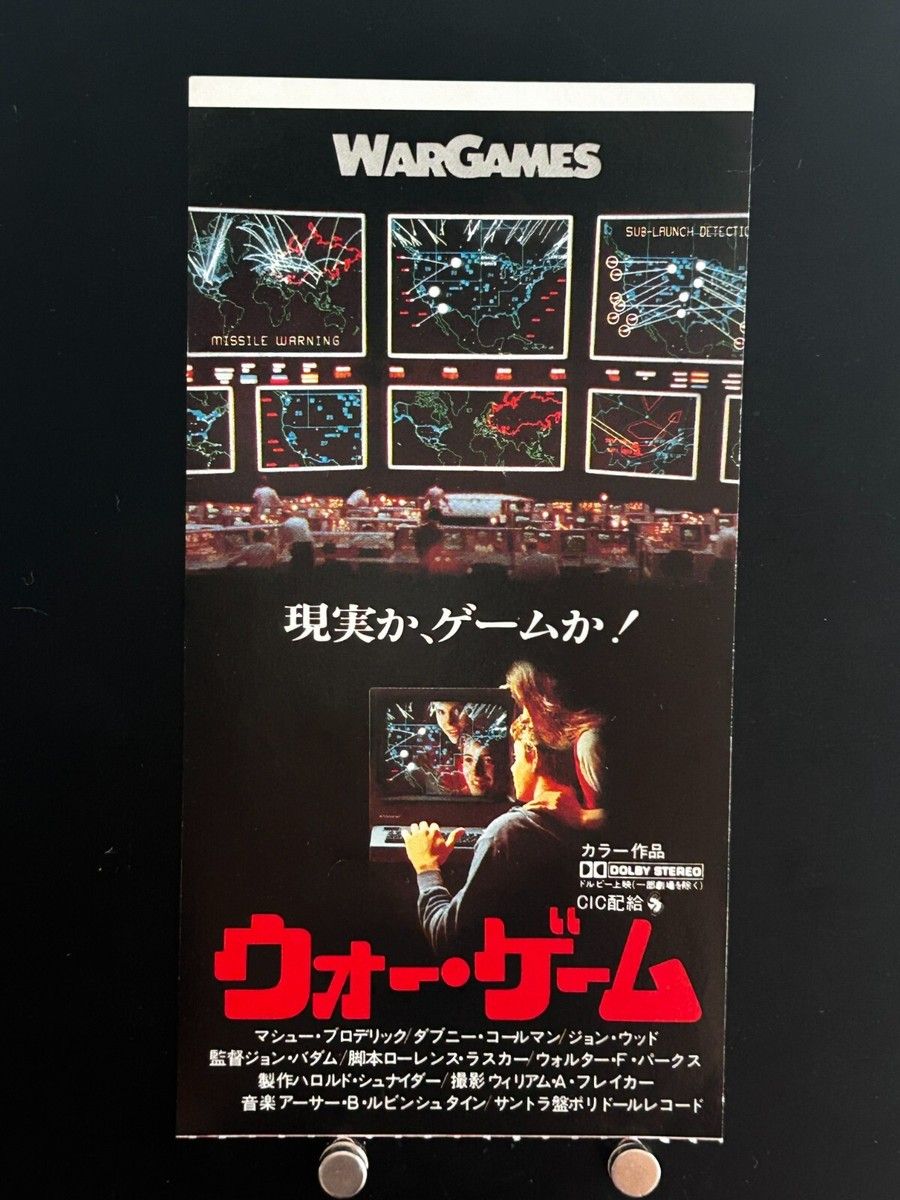 WARGAMES
SUB-LAUNCH DETECTIO
MISSILE WARNING
現実か、ゲームか!
カラー作品
DOLBY STEREO
ドルビー上映(一部劇場を除く)
CIC配給
ウォー・ゲーム
マシュー・ブロデリック/ダブニー・コールマン/ジョン・ウッド
監督ジョン・バダム/脚本ローレンス・ラスカー/ウォルター・F・パークス
製作ハロルド・シュナイダー/撮影ウィリアム・A・フレイカー
音楽アーサー・B・ルビンシュタイン/サントラ盤ポリドールレコード